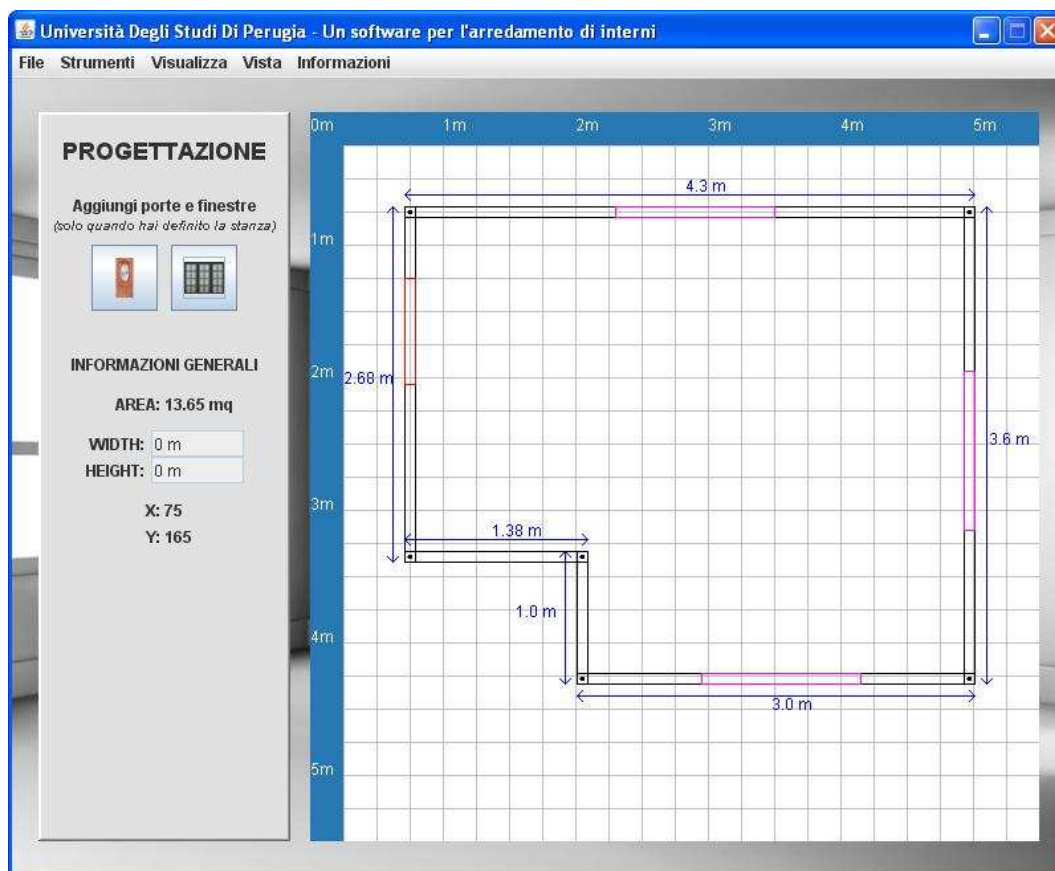 Università Degli Studi Di Perugia - Un software per l'arredamento di interni
File Strumenti Visualizza Vista Informazioni
PROGETTAZIONE
Aggiungi porte e finestre
(solo quando hai definito la stanza)
INFORMAZIONI GENERALI
AREA: 13.65 mq
WIDTH: 0 m
HEIGHT: 0 m
X: 75
Y: 165
0m 1m 2m 3m 4m 5m
1m
2m
3m
4m
5m
4.3 m
2.68 m
3.6 m
1.38 m
1.0 m
3.0 m